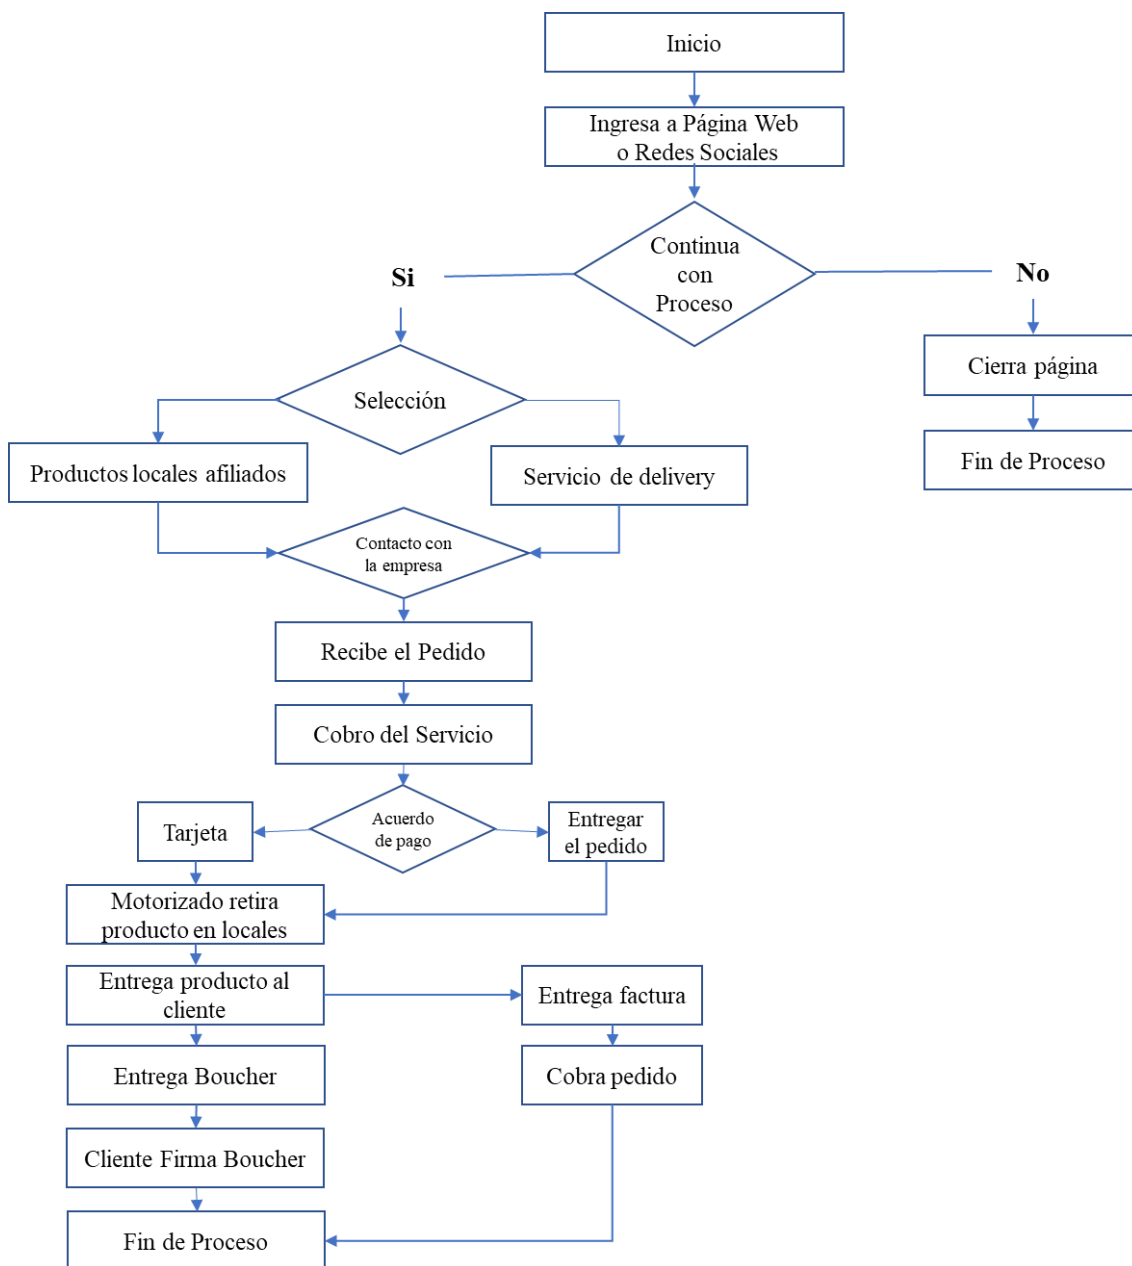 Inicio
Ingresa a Página Web
o Redes Sociales
Continua
con
Proceso
Si
No
Cierra página
Fin de Proceso
Selección
Productos locales afiliados
Servicio de delivery
Contacto con
la empresa
Recibe el Pedido
Cobro del Servicio
Acuerdo
de pago
Tarjeta
Entregar
el pedido
Motorizado retira
producto en locales
Entrega producto al
cliente
Entrega factura
Entrega Boucher
Cobra pedido
Cliente Firma Boucher
Fin de Proceso